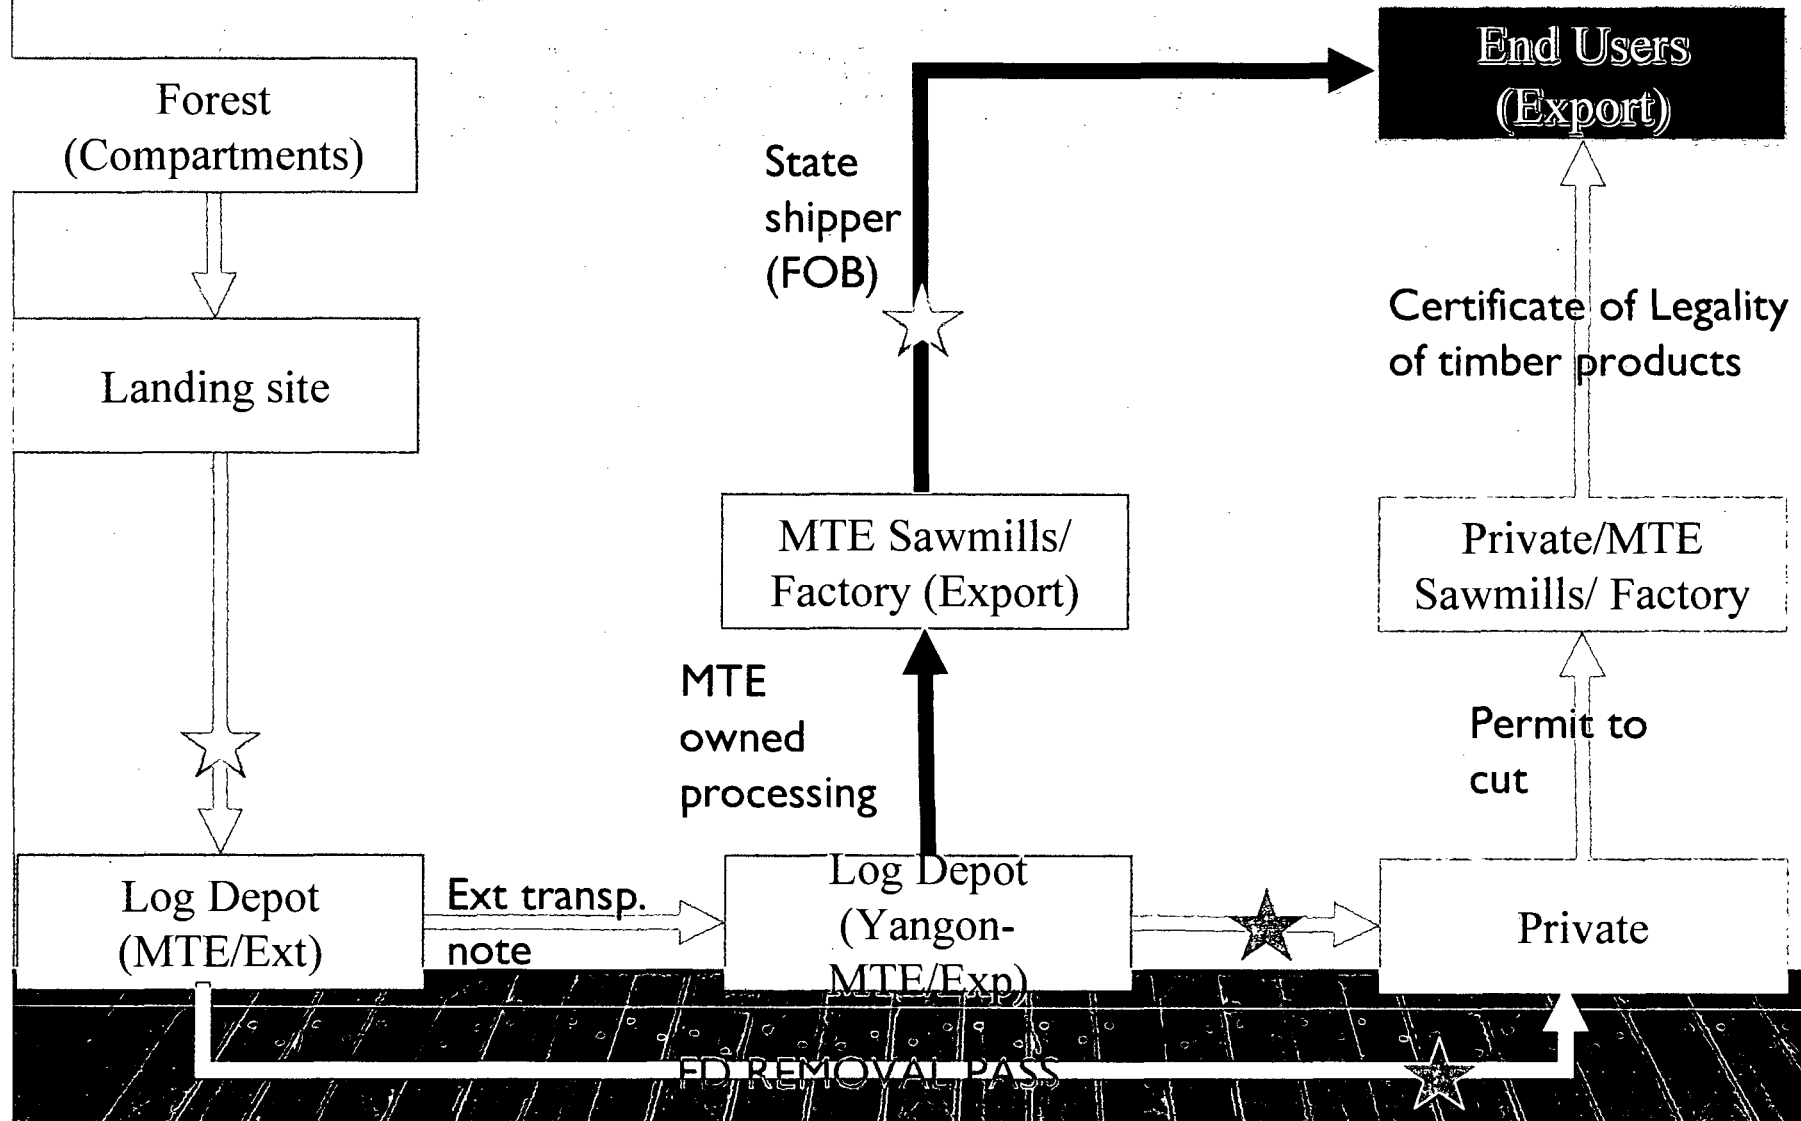 End Users
(Export)
Forest
(Compartments)
State
shipper
(FOB)
Certificate of Legality
of timber products
Landing site
MTE Sawmills/
Factory (Export)
Private/MTE
Sawmills/ Factory
MTE
owned
processing
Permit to
cut
Log Depot
(MTE/Ext)
Ext transp.
note
Log Depot
(Yangon-
MTE/Exp)
Private
FD REMOVAL PASS